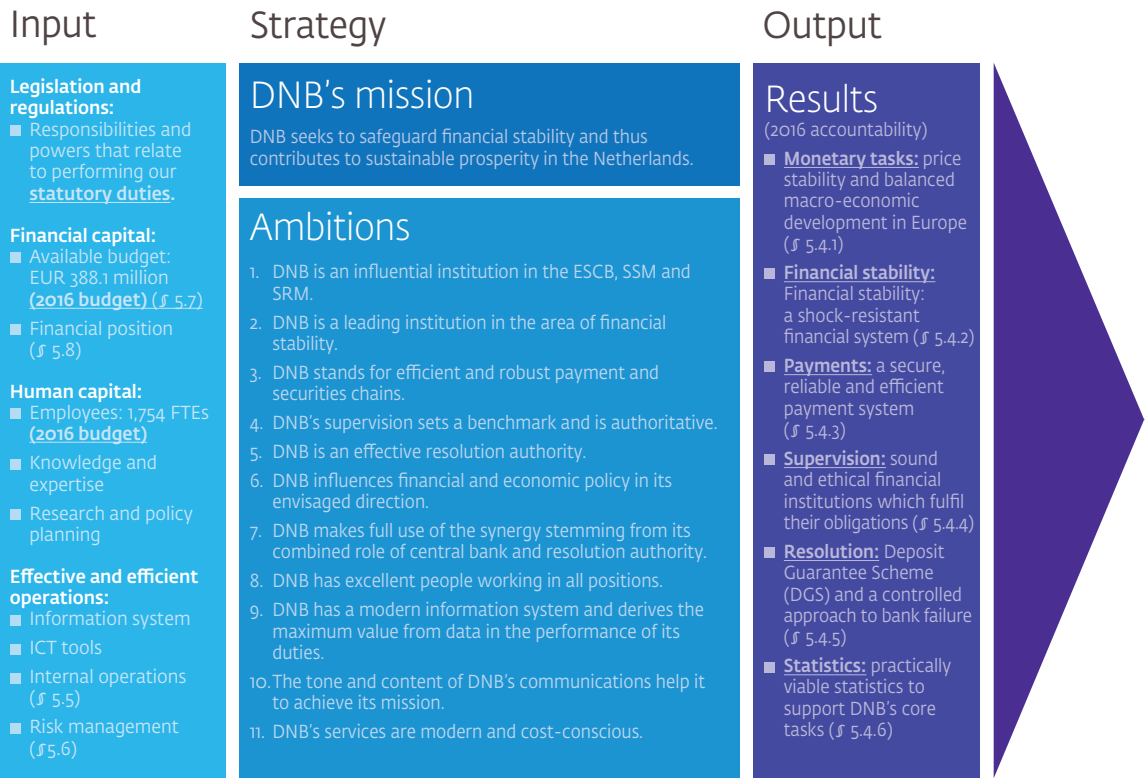 Input
Legislation and
regulations:
Responsibilities and
powers that relate
to performing our
statutory duties.
Financial capital:
Available budget:
EUR 388.1 million
(2016 budget) (§ 5.7)
Financial position
(§ 5.8)
Human capital:
Employees: 1,754 FTEs
(2016 budget)
Knowledge and
expertise
Research and policy
planning
Effective and efficient
operations:
Information system
ICT tools
Internal operations
(§ 5.5)
Risk management
(§5.6)
Strategy
DNB's mission
DNB seeks to safeguard financial stability and thus
contributes to sustainable prosperity in the Netherlands.
Ambitions
1. DNB is an influential institution in the ESCB, SSM and
SRM.
2. DNB is a leading institution in the area of financial
stability.
3. DNB stands for efficient and robust payment and
securities chains.
4. DNB's supervision sets a benchmark and is authoritative.
5. DNB is an effective resolution authority.
6. DNB influences financial and economic policy in its
envisaged direction.
7. DNB makes full use of the synergy stemming from its
combined role of central bank and resolution authority.
8. DNB has excellent people working in all positions.
9. DNB has a modern information system and derives the
maximum value from data in the performance of its
duties.
10. The tone and content of DNB's communications help it
to achieve its mission.
11. DNB's services are modern and cost-conscious.
Output
Results
(2016 accountability)
Monetary tasks: price
stability and balanced
macro-economic
development in Europe
(§ 5.4.1)
Financial stability:
Financial stability:
a shock-resistant
financial system (§ 5.4.2)
Payments: a secure,
reliable and efficient
payment system
(§ 5.4.3)
Supervision: sound
and ethical financial
institutions which fulfil
their obligations (§ 5.4.4)
Resolution: Deposit
Guarantee Scheme
(DGS) and a controlled
approach to bank failure
(§ 5.4.5)
Statistics: practically
viable statistics to
support DNB's core
tasks (§ 5.4.6)